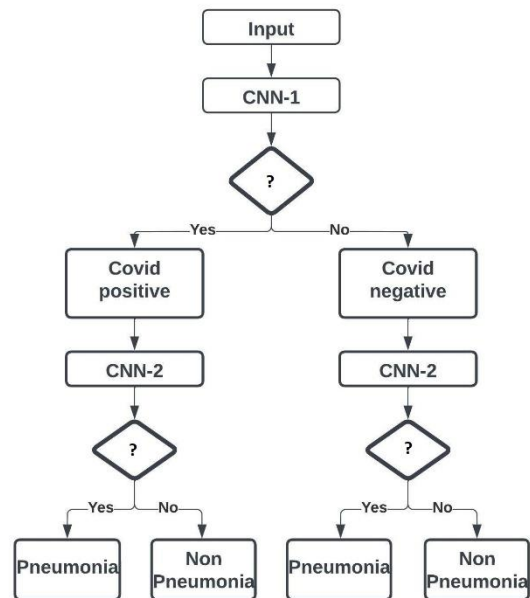 Input
CNN-1
?
Yes
No
Covid
positive
Covid
negative
CNN-2
CNN-2
?
?
Yes
No
Yes
No
Pneumonia
Non
Pneumonia
Pneumonia
Non
Pneumonia